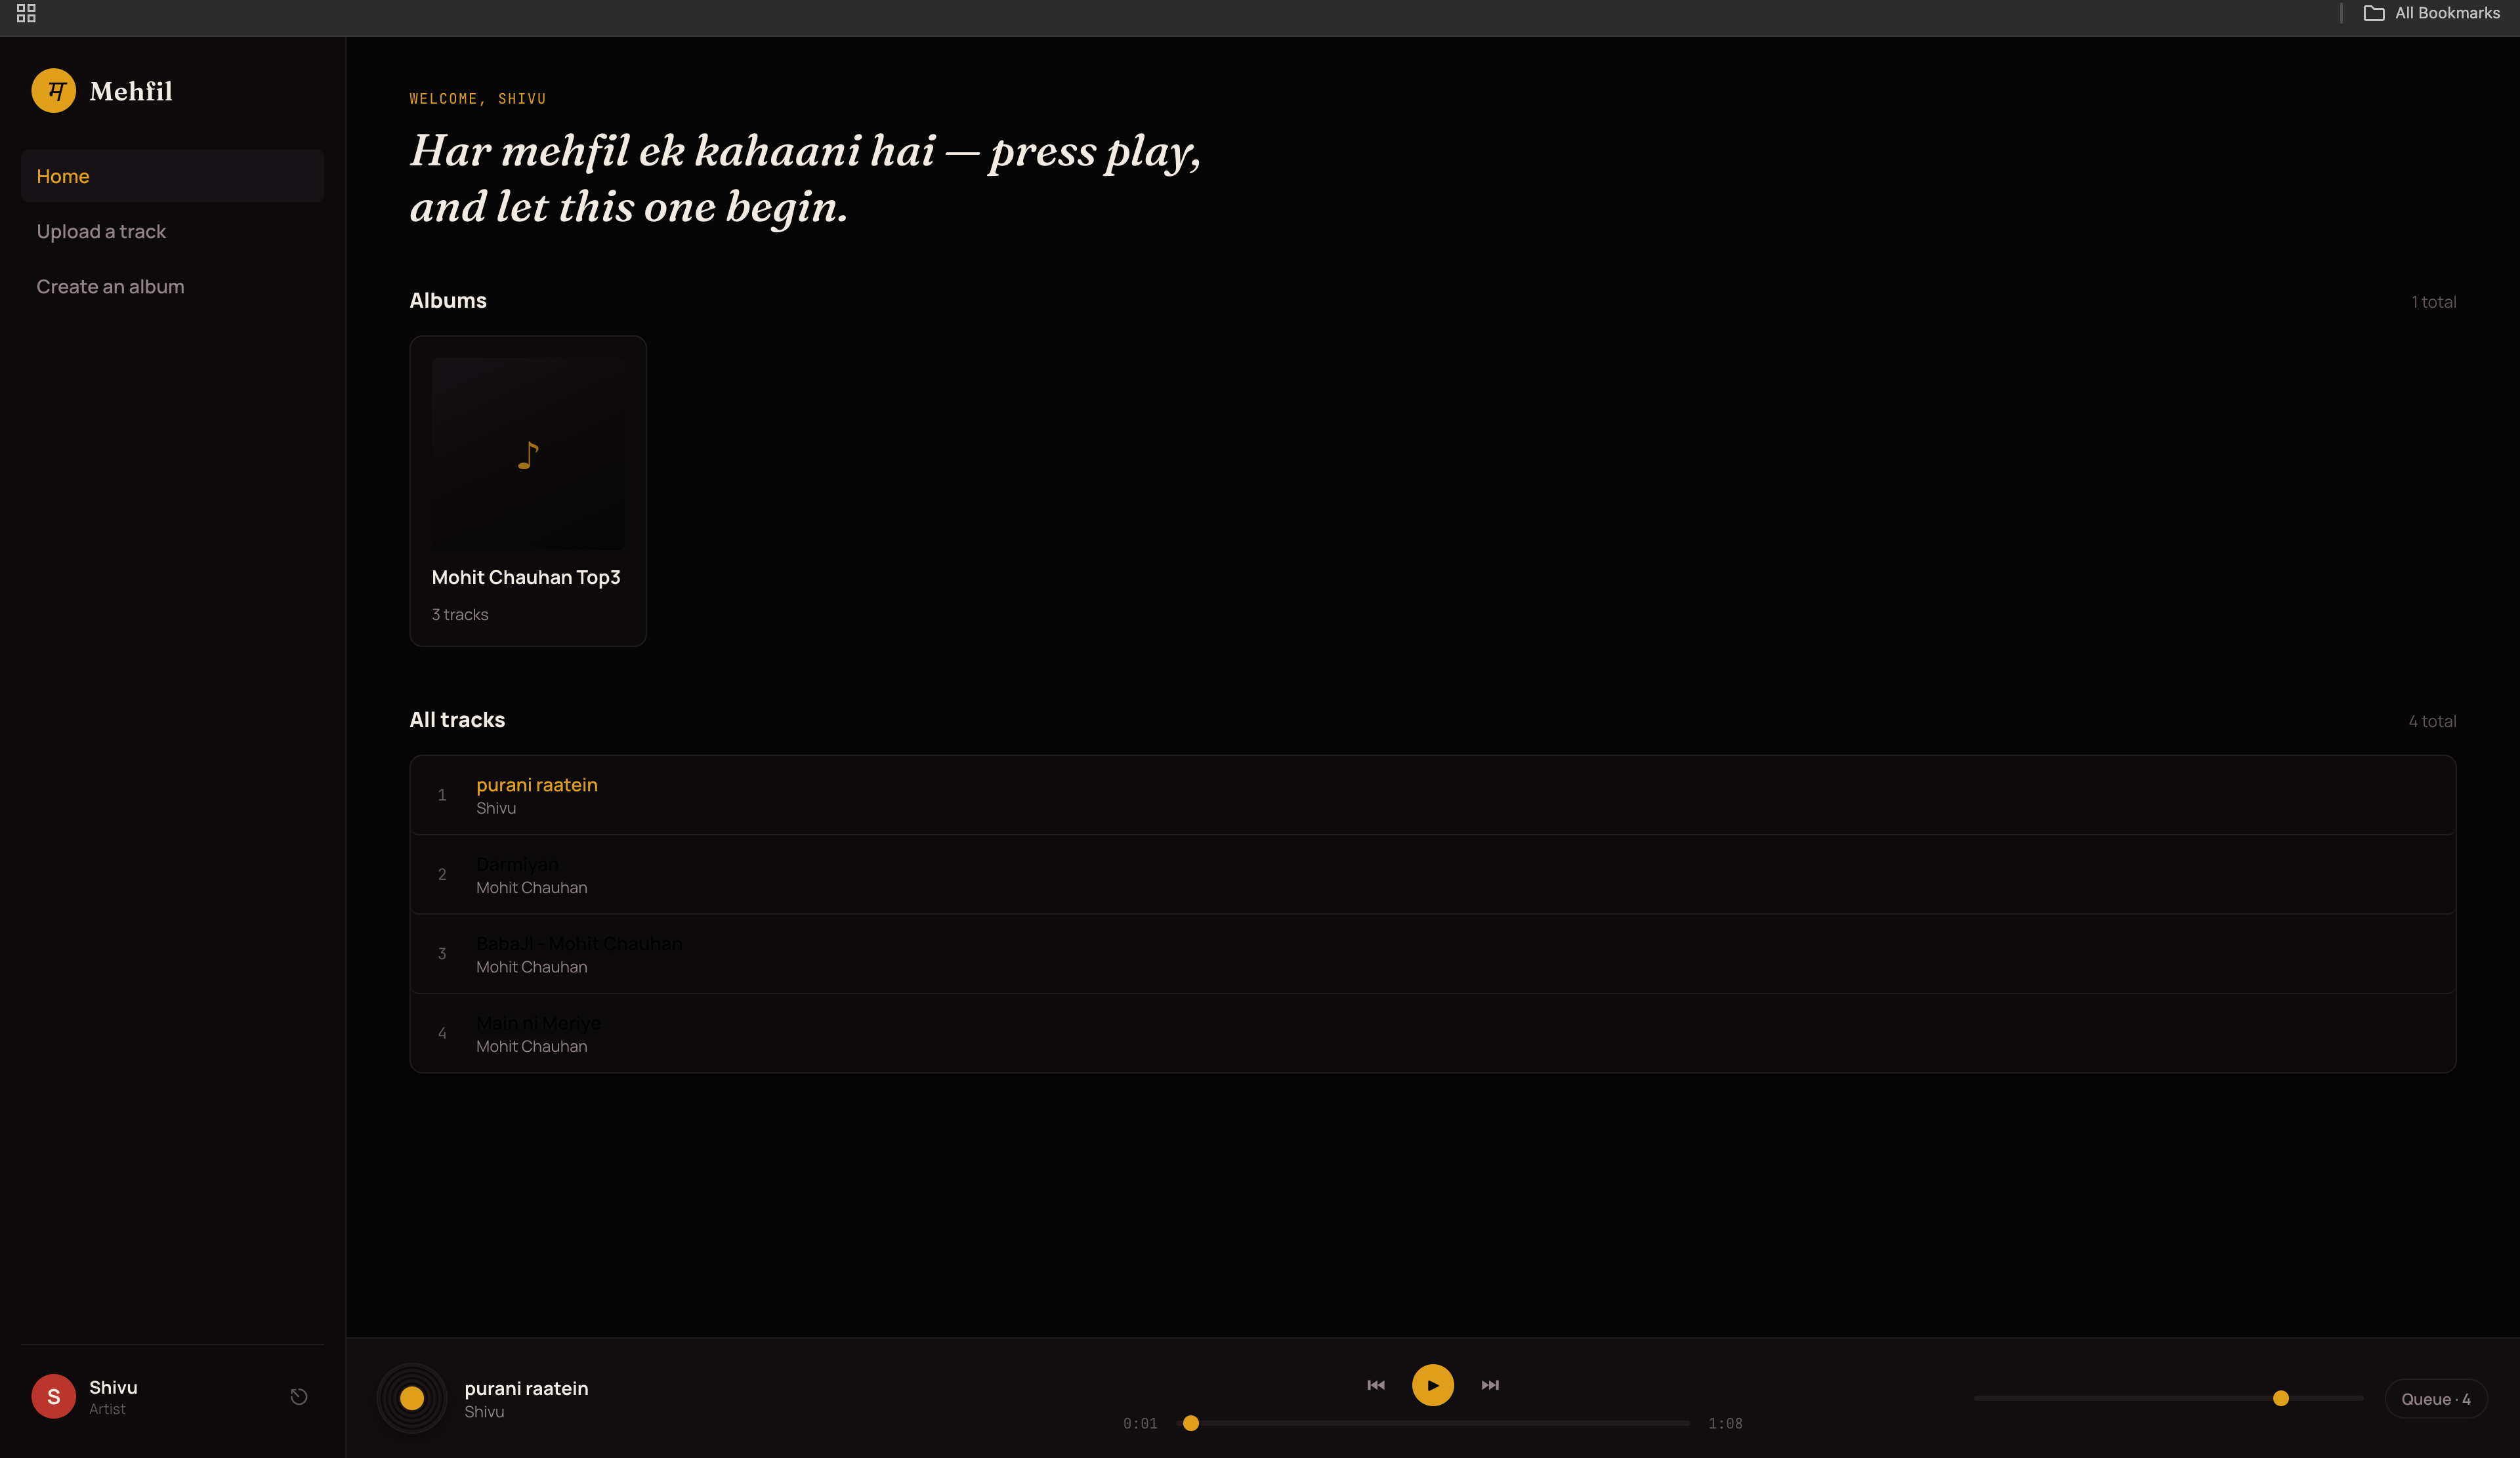 All Bookmarks
म Mehfil
Home
Upload a track
Create an album
WELCOME, SHIVU
Har mehfil ek kahaani hai — press play,
and let this one begin.
Albums
1 total
♪
Mohit Chauhan Top3
3 tracks
All tracks
4 total
1
purani raatein
Shivu
2
Darmiyan
Mohit Chauhan
3
BabaJi - Mohit Chauhan
Mohit Chauhan
4
Main ni Meriye
Mohit Chauhan
S
Shivu
Artist
purani raatein
Shivu
0:01
1:08
Queue · 4